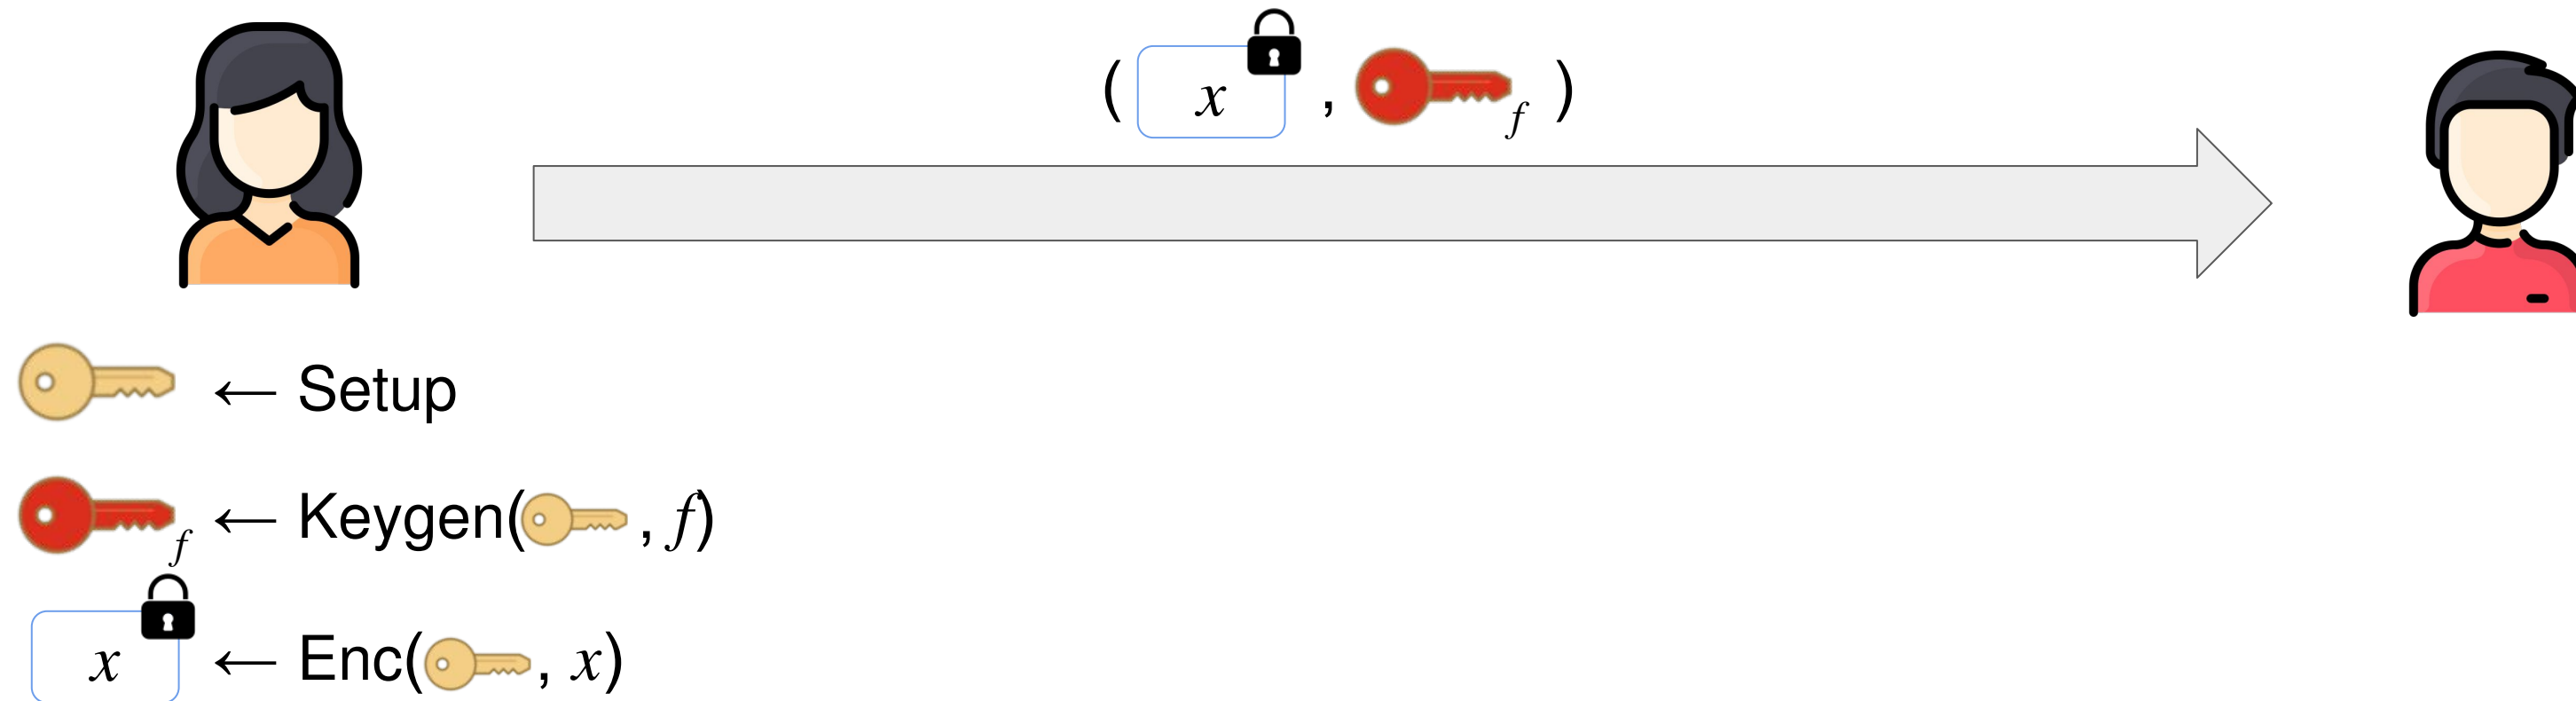 ( x , f )
← Setup
f ← Keygen( , f)
x ← Enc( , x)